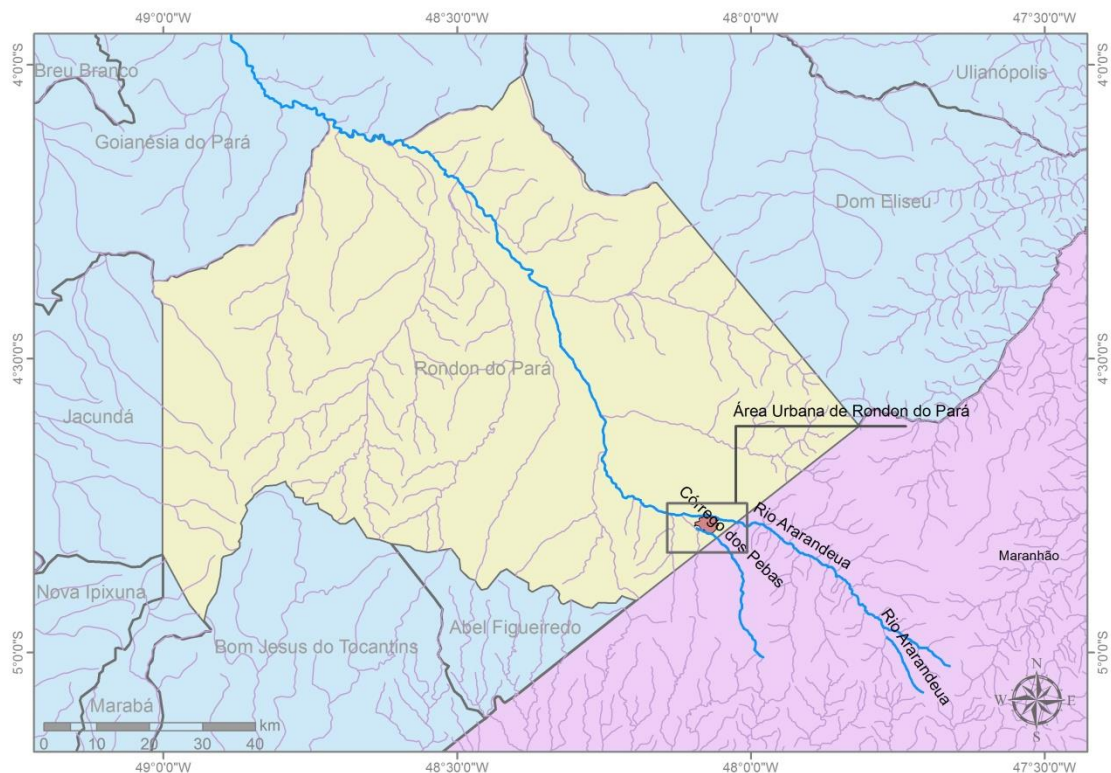 49°0'0"W 48°30'0"W 48°0'0"W 47°30'0"W
4°0'0"S
4°0'0"S
Breu Branco
Ulianópolis
Goianésia do Pará
Dom Eliseu
4°30'0"S
4°30'0"S
Rondon do Pará
Jacundá
Área Urbana de Rondon do Pará
Córrego dos Pebas
Rio Ararandeua
Maranhão
Nova Ipixuna
Abel Figueiredo
Bom Jesus do Tocantins
Rio Ararandeua
5°0'0"S
5°0'0"S
Marabá
N
W E
S
km
0 10 20 30 40
49°0'0"W 48°30'0"W 48°0'0"W 47°30'0"W